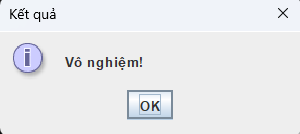 Kết quả
Vô nghiệm!
OK